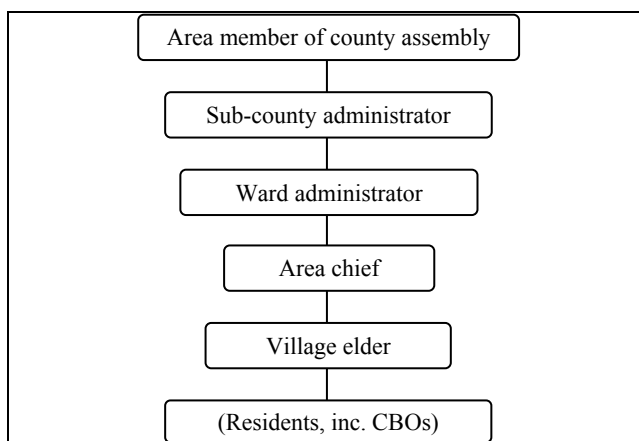 Area member of county assembly
Sub-county administrator
Ward administrator
Area chief
Village elder
(Residents, inc. CBOs)